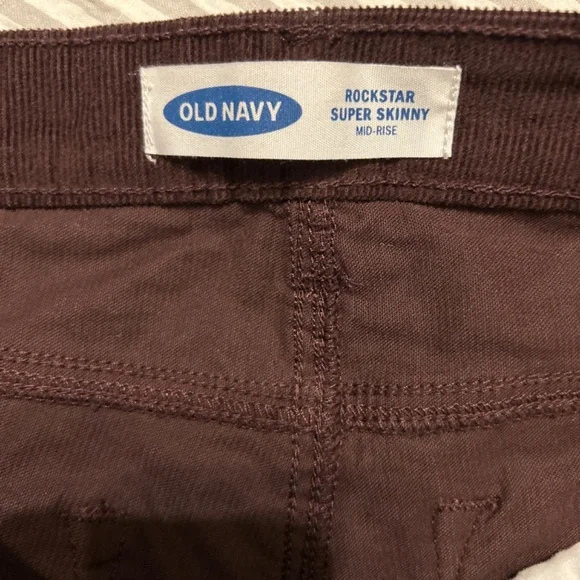 OLD NAVY
ROCKSTAR
SUPER SKINNY
MID-RISE